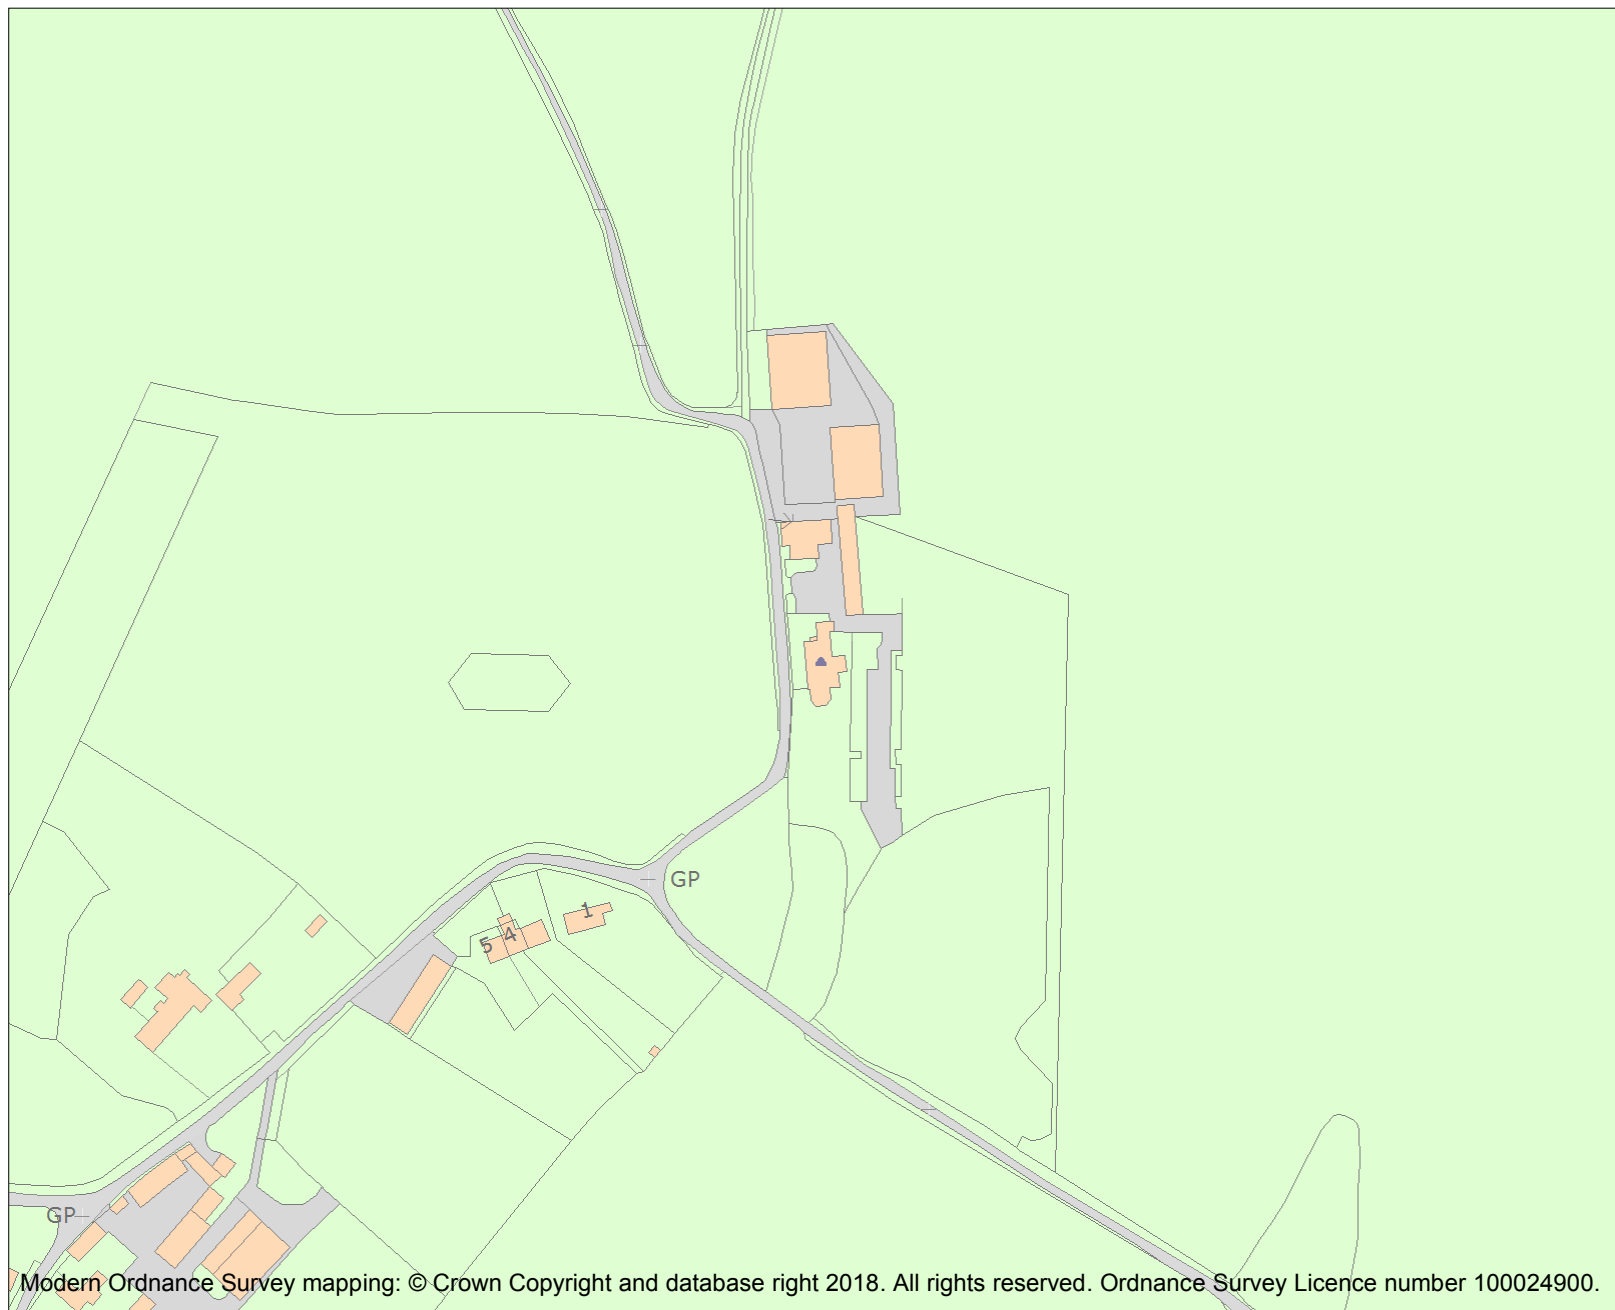 GP
1
4
5
GP
Modern Ordnance Survey mapping: © Crown Copyright and database right 2018. All rights reserved. Ordnance Survey Licence number 100024900.